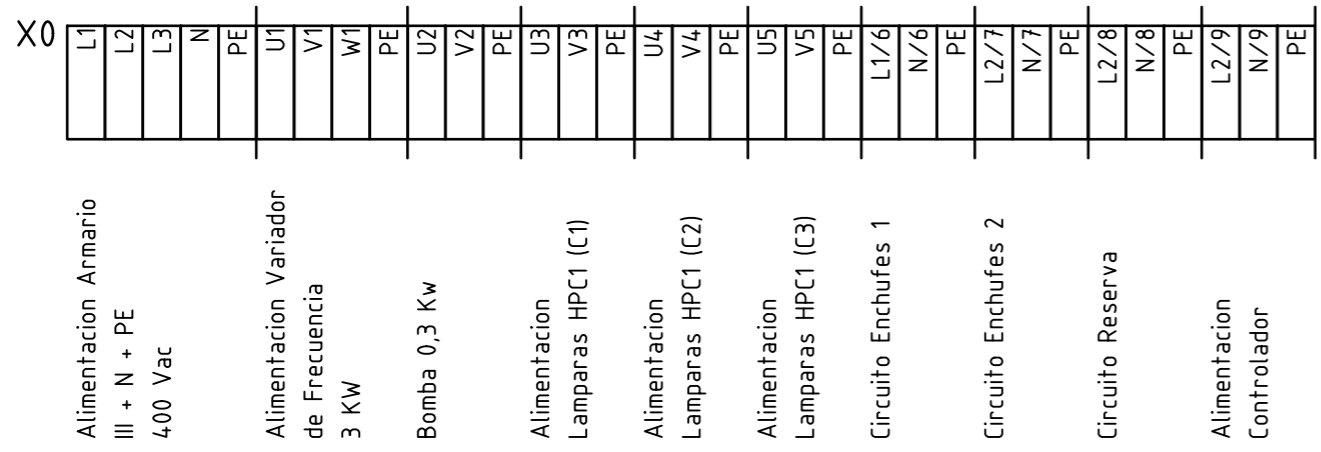 X0
L1
L2
L3
N
PE
U1
V1
W1
PE
U2
V2
PE
U3
V3
PE
U4
V4
PE
U5
V5
PE
L1/6
N/6
PE
L2/7
N/7
PE
L2/8
N/8
PE
L2/9
N/9
PE
Alimentacion Armario
III + N + PE
400 Vac
Alimentacion Variador
de Frecuencia
3 KW
Bomba 0,3 Kw
Alimentacion
Lamparas HPC1 (C1)
Alimentacion
Lamparas HPC1 (C2)
Alimentacion
Lamparas HPC1 (C3)
Circuito Enchufes 1
Circuito Enchufes 2
Circuito Reserva
Alimentacion
Controlador